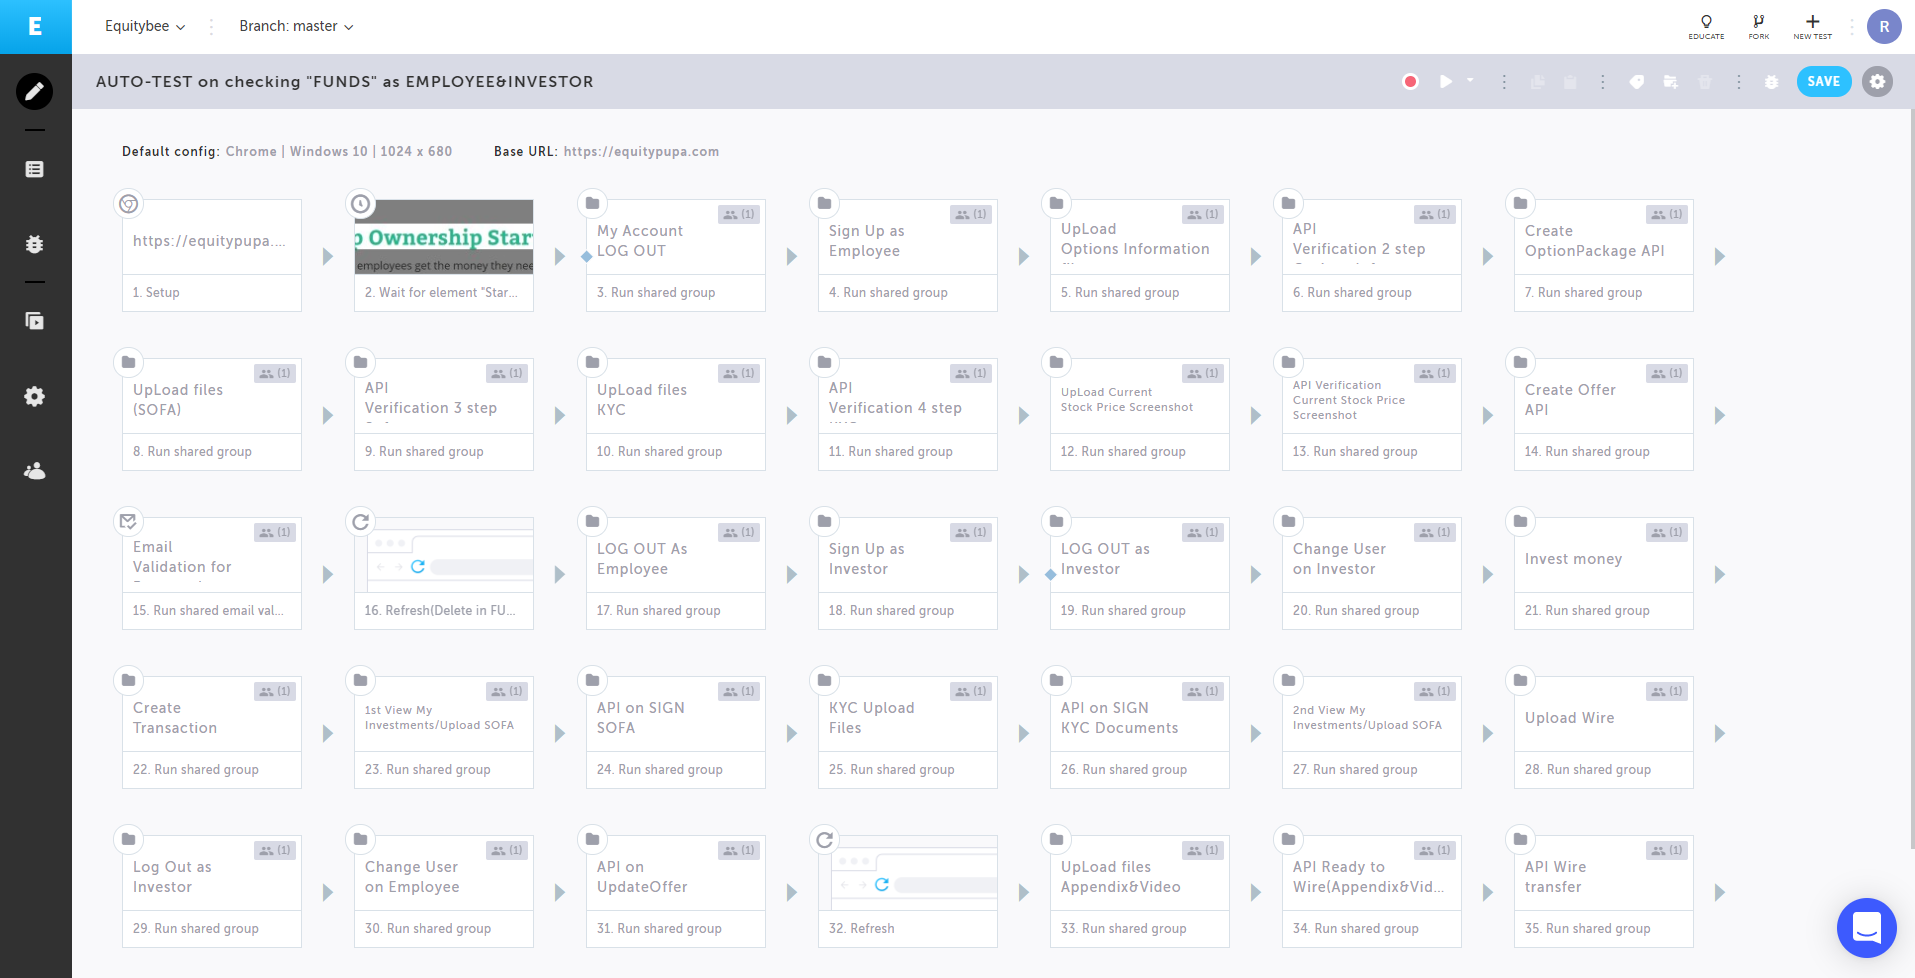 E
Equitybee
Branch: master
EDUCATE
FORK
NEW TEST
R
AUTO-TEST on checking "FUNDS" as EMPLOYEE&INVESTOR
SAVE
Default config: Chrome | Windows 10 | 1024 x 680
Base URL: https://equitypupa.com
https://equitypupa....
1. Setup
p Ownership Star
employees get the money they nee
2. Wait for element "Star...
(1)
My Account
LOG OUT
3. Run shared group
(1)
Sign Up as
Employee
4. Run shared group
(1)
UpLoad
Options Information
5. Run shared group
(1)
API
Verification 2 step
6. Run shared group
(1)
Create
OptionPackage API
7. Run shared group
(1)
UpLoad files
(SOFA)
8. Run shared group
(1)
API
Verification 3 step
9. Run shared group
(1)
UpLoad files
KYC
10. Run shared group
(1)
API
Verification 4 step
11. Run shared group
(1)
UpLoad Current
Stock Price Screenshot
12. Run shared group
(1)
API Verification
Current Stock Price
Screenshot
13. Run shared group
(1)
Create Offer
API
14. Run shared group
(1)
Email
Validation for
15. Run shared email val...
16. Refresh(Delete in FU...
(1)
LOG OUT As
Employee
17. Run shared group
(1)
Sign Up as
Investor
18. Run shared group
(1)
LOG OUT as
Investor
19. Run shared group
(1)
Change User
on Investor
20. Run shared group
(1)
Invest money
21. Run shared group
(1)
Create
Transaction
22. Run shared group
(1)
1st View My
Investments/Upload SOFA
23. Run shared group
(1)
API on SIGN
SOFA
24. Run shared group
(1)
KYC Upload
Files
25. Run shared group
(1)
API on SIGN
KYC Documents
26. Run shared group
(1)
2nd View My
Investments/Upload SOFA
27. Run shared group
(1)
Upload Wire
28. Run shared group
(1)
Log Out as
Investor
29. Run shared group
(1)
Change User
on Employee
30. Run shared group
(1)
API on
UpdateOffer
31. Run shared group
32. Refresh
(1)
UpLoad files
Appendix&Video
33. Run shared group
(1)
API Ready to
Wire(Appendix&Vid...
34. Run shared group
(1)
API Wire
transfer
35. Run shared group